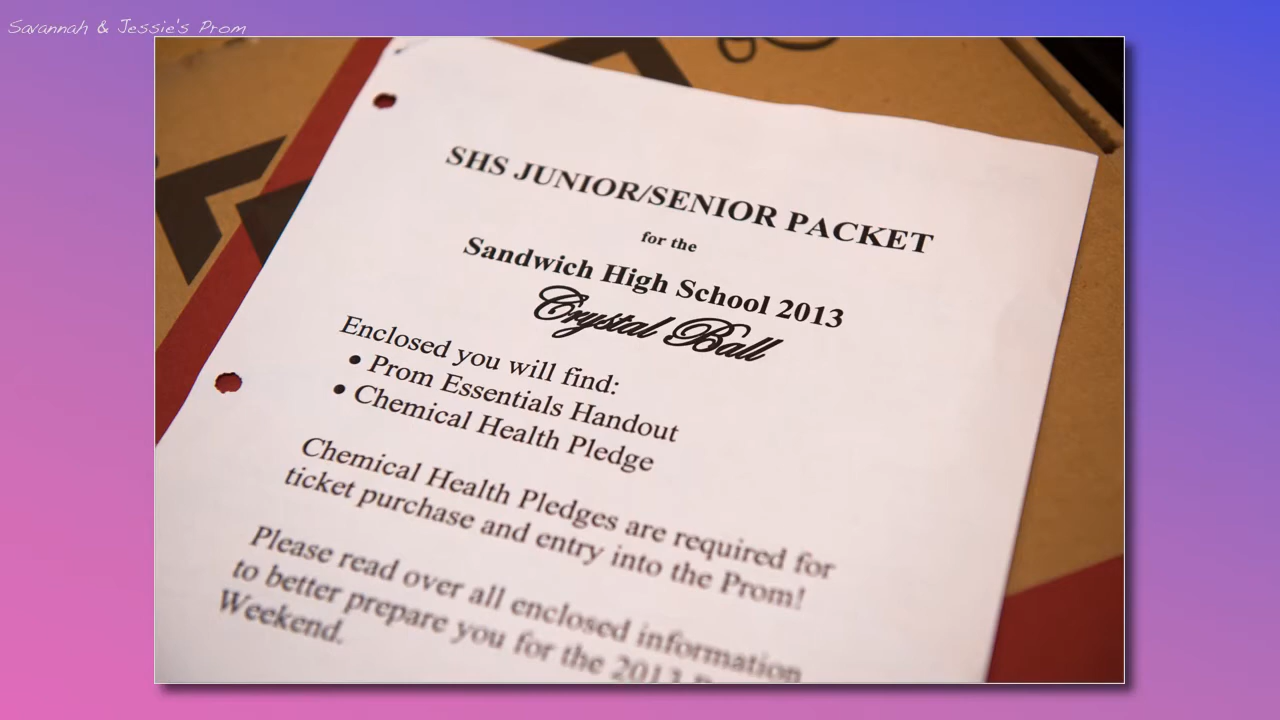 Savannah & Jessie's Prom
SHS JUNIOR/SENIOR PACKET
for the
Sandwich High School 2013
Crystal Ball
Enclosed you will find:
• Prom Essentials Handout
• Chemical Health Pledge
Chemical Health Pledges are required for
ticket purchase and entry into the Prom!
Please read over all enclosed information
to better prepare you for the 2013
Weekend.